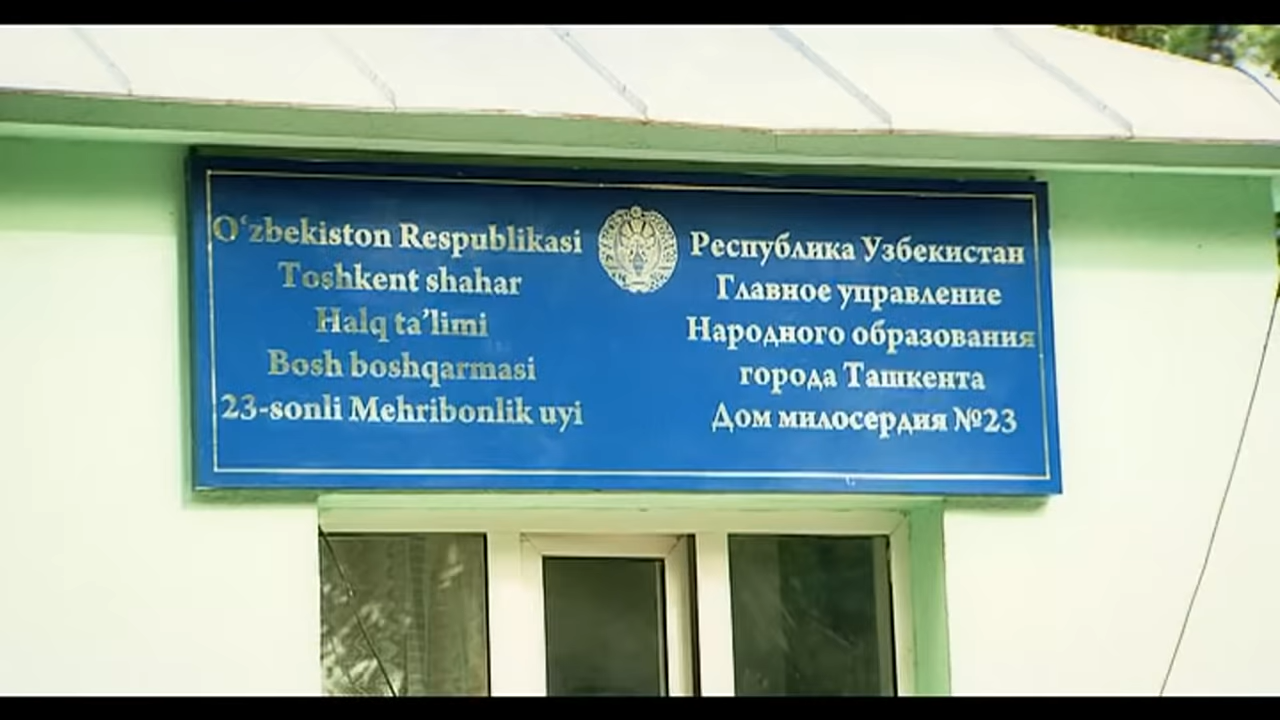 O‘zbekiston Respublikasi
Toshkent shahar
Halq ta’limi
Bosh boshqarmasi
23-sonli Mehribonlik uyi
Республика Узбекистан
Главное управление
Народного образования
города Ташкента
Дом милосердия №23